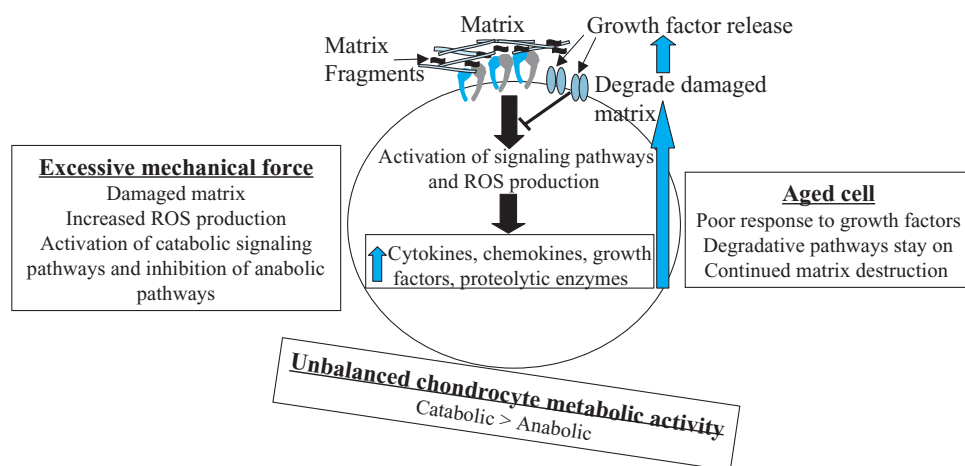 Matrix
Growth factor release
Matrix
Fragments
Degrade damaged
matrix
Activation of signaling pathways
and ROS production
Excessive mechanical force
Damaged matrix
Increased ROS production
Activation of catabolic signaling
pathways and inhibition of anabolic
pathways
Aged cell
Poor response to growth factors
Degradative pathways stay on
Continued matrix destruction
Cytokines, chemokines, growth
factors, proteolytic enzymes
Unbalanced chondrocyte metabolic activity
Catabolic > Anabolic